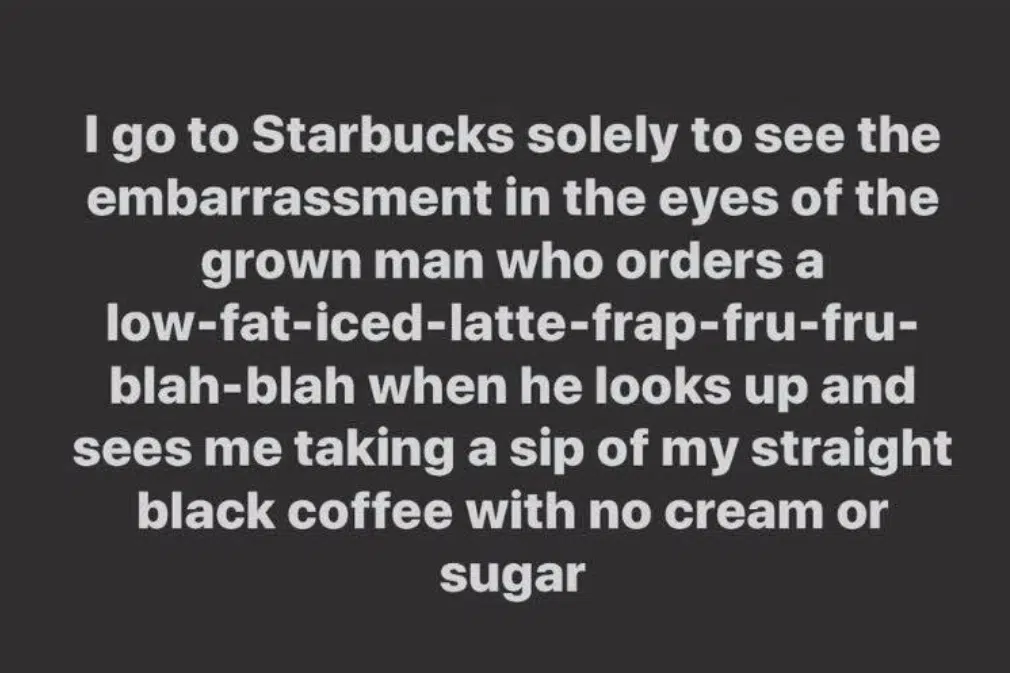 I go to Starbucks solely to see the
embarrassment in the eyes of the
grown man who orders a
low-fat-iced-latte-frap-fru-fru-
blah-blah when he looks up and
sees me taking a sip of my straight
black coffee with no cream or
sugar